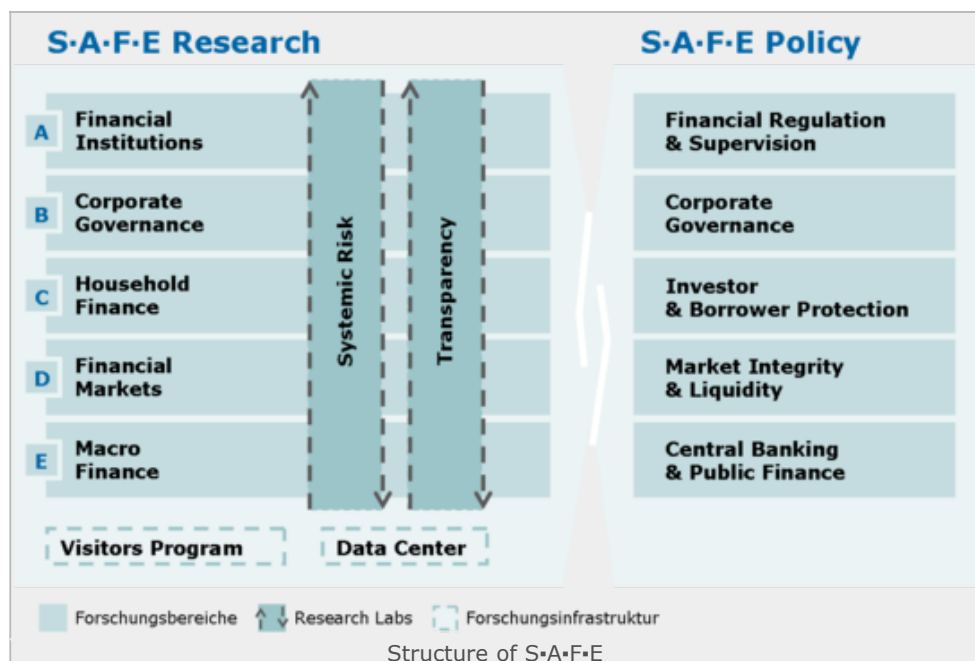 S▪A▪F▪E Research
A
Financial
Institutions
B
Corporate
Governance
C
Household
Finance
D
Financial
Markets
E
Macro
Finance
Systemic Risk
Transparency
Visitors Program
Data Center
S▪A▪F▪E Policy
Financial Regulation
& Supervision
Corporate
Governance
Investor
& Borrower Protection
Market Integrity
& Liquidity
Central Banking
& Public Finance
Forschungsbereiche
Research Labs
Forschungsinfrastruktur
Structure of S▪A▪F▪E